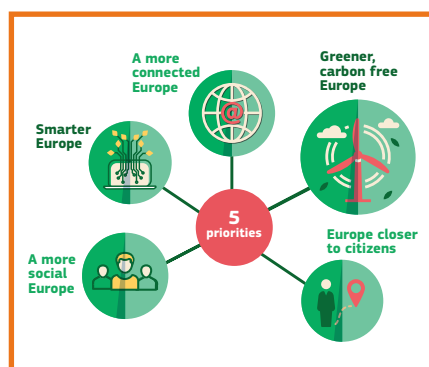 A more
connected
Europe
@
Greener,
carbon free
Europe
Smarter
Europe
5
priorities
A more
social
Europe
Europe closer
to citizens